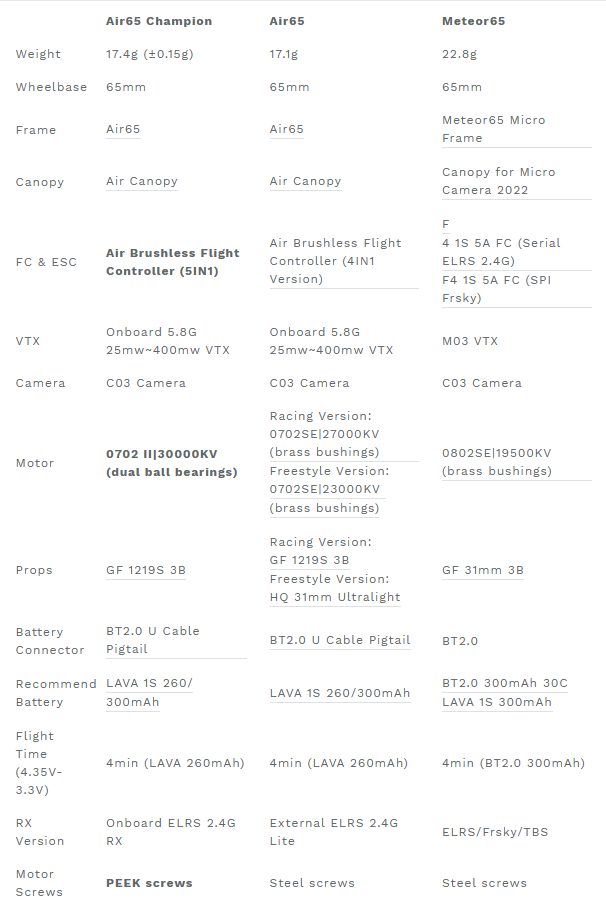 Air65 Champion Air65 Meteor65
Weight 17.4g (±0.15g) 17.1g 22.8g
Wheelbase 65mm 65mm 65mm
Frame Air65 Air65 Meteor65 Micro
Frame
Canopy Air Canopy Air Canopy Canopy for Micro
Camera 2022
FC & ESC Air Brushless Flight
Controller (5IN1)
Air Brushless Flight
Controller (4IN1
Version)
F
4 1S 5A FC (Serial
ELRS 2.4G)
F4 1S 5A FC (SPI
Frsky)
VTX Onboard 5.8G
25mw~400mw VTX
Onboard 5.8G
25mw~400mw VTX
M03 VTX
Camera C03 Camera C03 Camera C03 Camera
Motor 0702 II|30000KV
(dual ball bearings)
Racing Version:
0702SE|27000KV
(brass bushings)
Freestyle Version:
0702SE|23000KV
(brass bushings)
0802SE|19500KV
(brass bushings)
Props GF 1219S 3B
Racing Version:
GF 1219S 3B
Freestyle Version:
HQ 31mm Ultralight
GF 31mm 3B
Battery
Connector
BT2.0 U Cable
Pigtail
BT2.0 U Cable Pigtail
BT2.0
Recommend
Battery
LAVA 1S 260/
300mAh
LAVA 1S 260/300mAh
BT2.0 300mAh 30C
LAVA 1S 300mAh
Flight
Time
(4.35V-
3.3V)
4min (LAVA 260mAh) 4min (LAVA 260mAh) 4min (BT2.0 300mAh)
RX
Version
Onboard ELRS 2.4G
RX
External ELRS 2.4G
Lite
ELRS/Frsky/TBS
Motor
Screws
PEEK screws Steel screws Steel screws